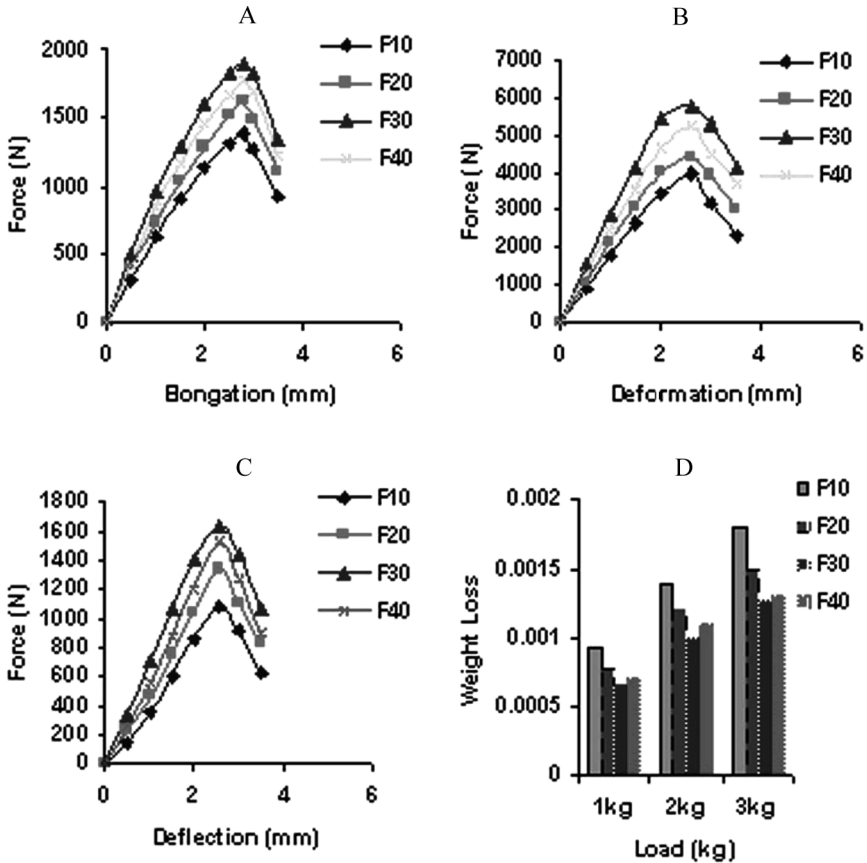 A
Force (N)
2000
1500
1000
500
0
0 2 4 6
Bongation (mm)
F10
F20
F30
F40
B
Force (N)
7000
6000
5000
4000
3000
2000
1000
0
0 2 4 6
Deformation (mm)
F10
F20
F30
F40
C
Force (N)
1800
1600
1400
1200
1000
800
600
400
200
0
0 2 4 6
Deflection (mm)
F10
F20
F30
F40
D
Weight Loss
0.002
0.0015
0.001
0.0005
0
1kg 2kg 3kg
Load (kg)
F10
F20
F30
F40